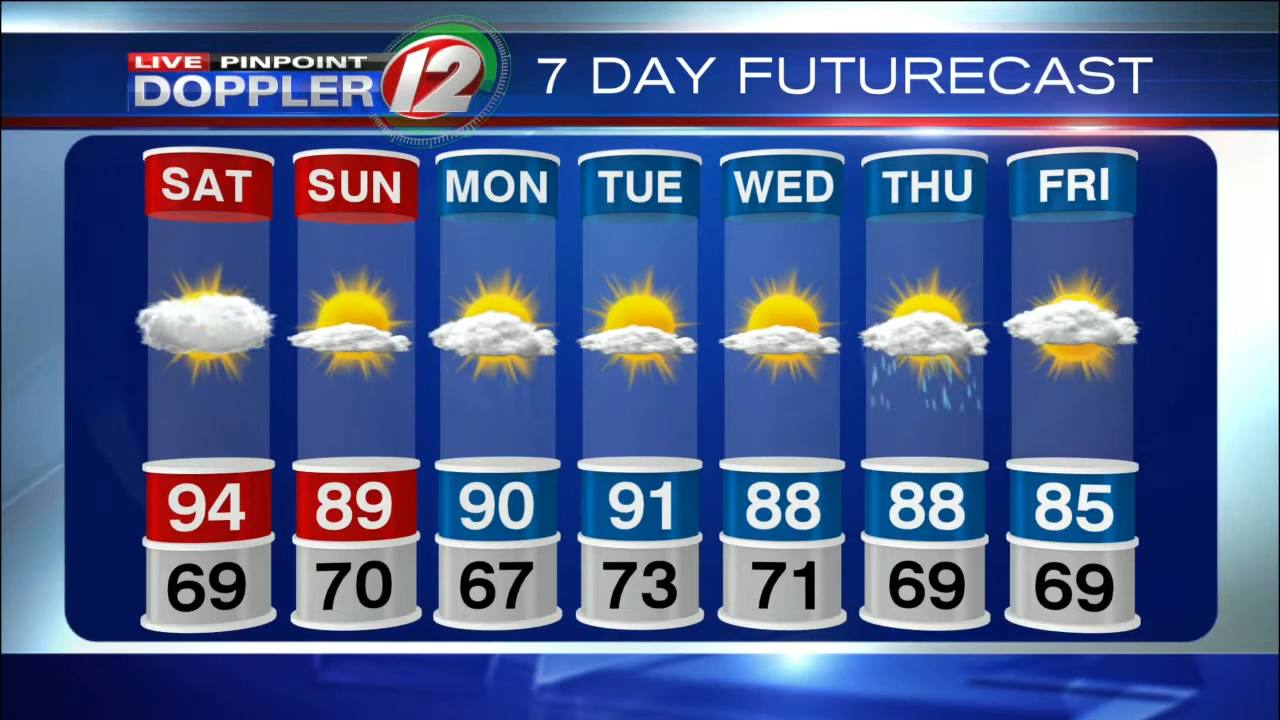 LIVE PINPOINT
DOPPLER 12
7 DAY FUTURECAST
SAT SUN MON TUE WED THU FRI
94 89 90 91 88 88 85
69 70 67 73 71 69 69